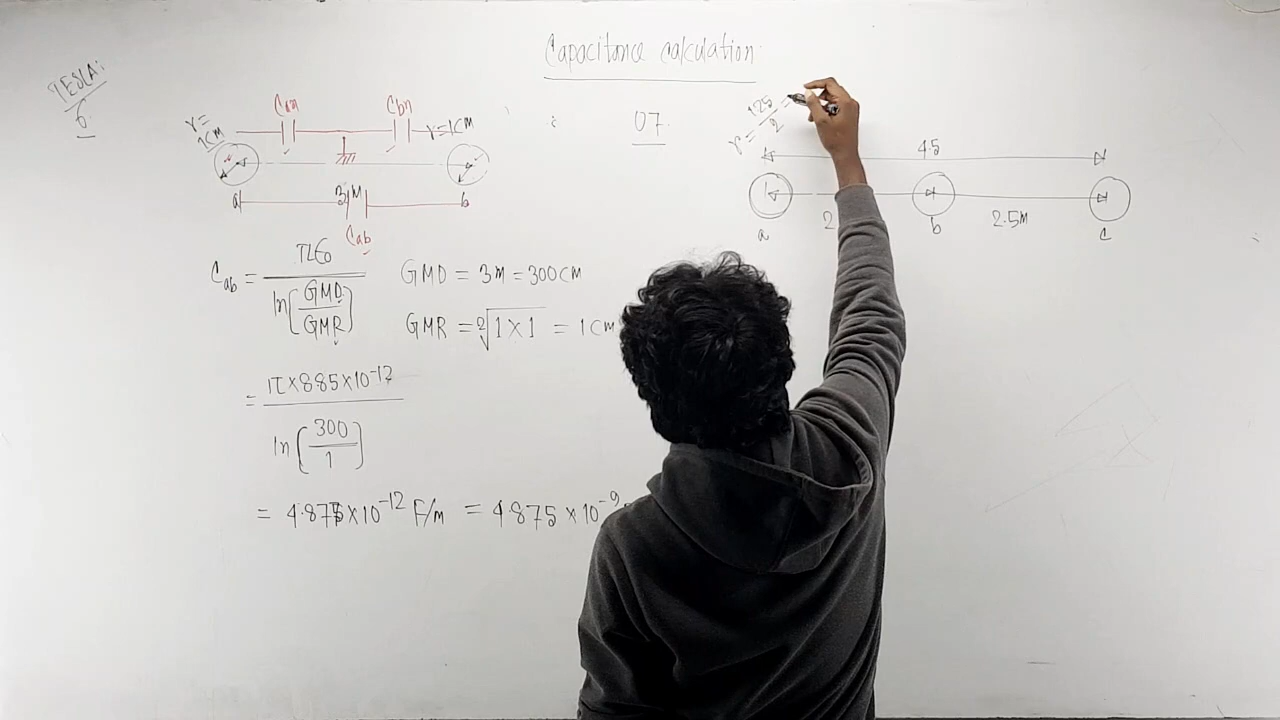 Capacitance calculation
TESLA:
6
r=
1cm
Can
Cbn
r=1cm
a
3M
b
Cab
Cab = πε0 / ln[GMD/GMR]
GMD = 3M = 300CM
GMR = 2√1×1 = 1CM
= π×8.85×10-12 / ln(300/1)
= 4.875×10-12 F/m = 4.875×10-9
07.
r = 1.25/2 =
4.5
2
2.5M
a
b
c